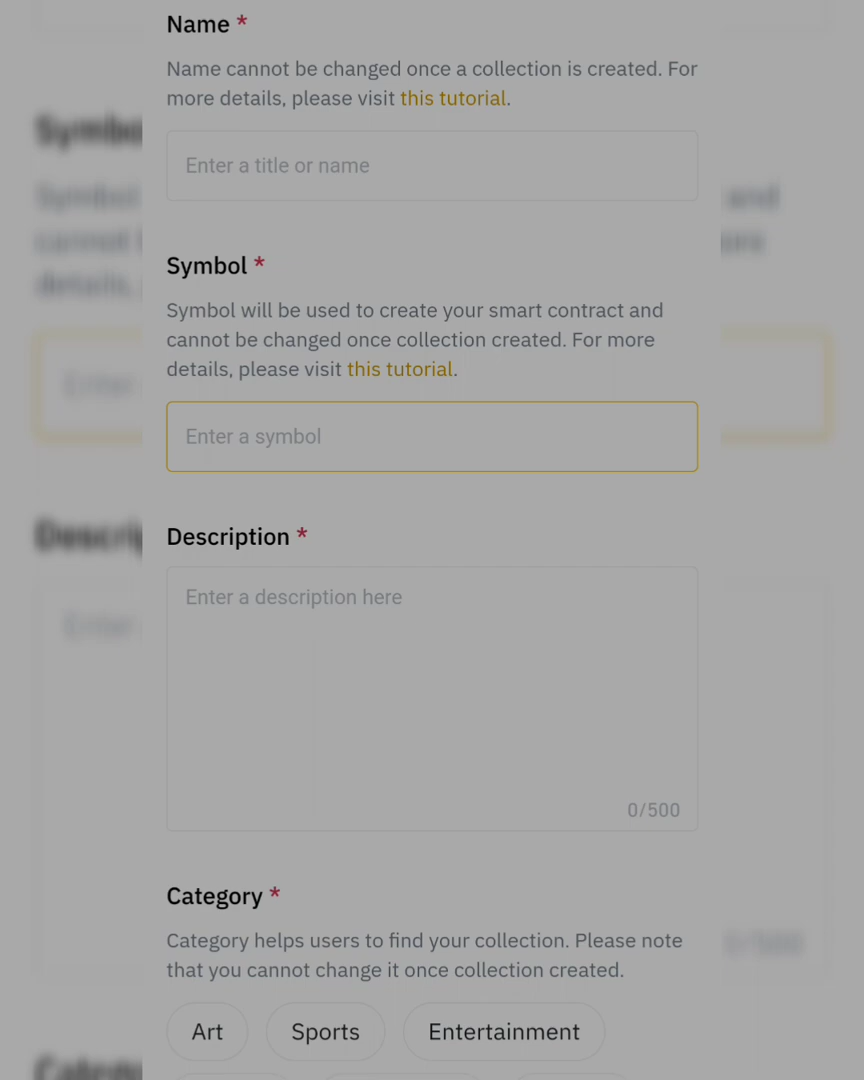 Name *
Name cannot be changed once a collection is created. For
more details, please visit this tutorial.
Enter a title or name
Symbol *
Symbol will be used to create your smart contract and
cannot be changed once collection created. For more
details, please visit this tutorial.
Enter a symbol
Description *
Enter a description here
0/500
Category *
Category helps users to find your collection. Please note
that you cannot change it once collection created.
Art Sports Entertainment